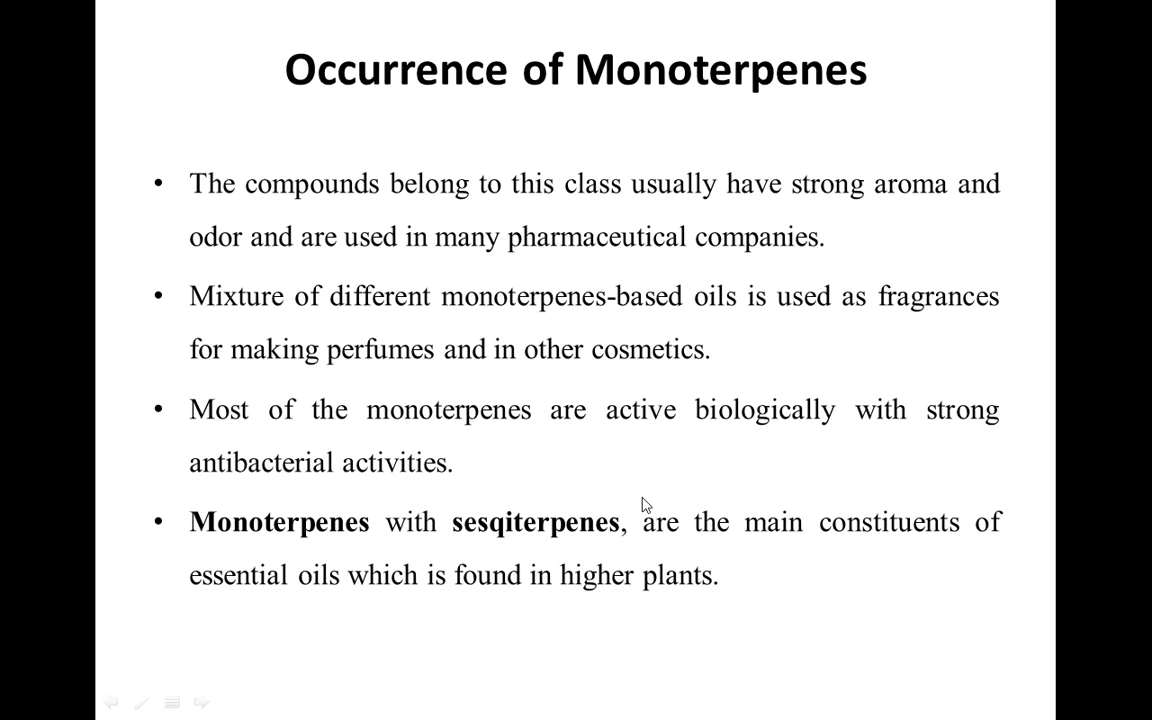 Occurrence of Monoterpenes
• The compounds belong to this class usually have strong aroma and
odor and are used in many pharmaceutical companies.
• Mixture of different monoterpenes-based oils is used as fragrances
for making perfumes and in other cosmetics.
• Most of the monoterpenes are active biologically with strong
antibacterial activities.
• Monoterpenes with sesqiterpenes, are the main constituents of
essential oils which is found in higher plants.